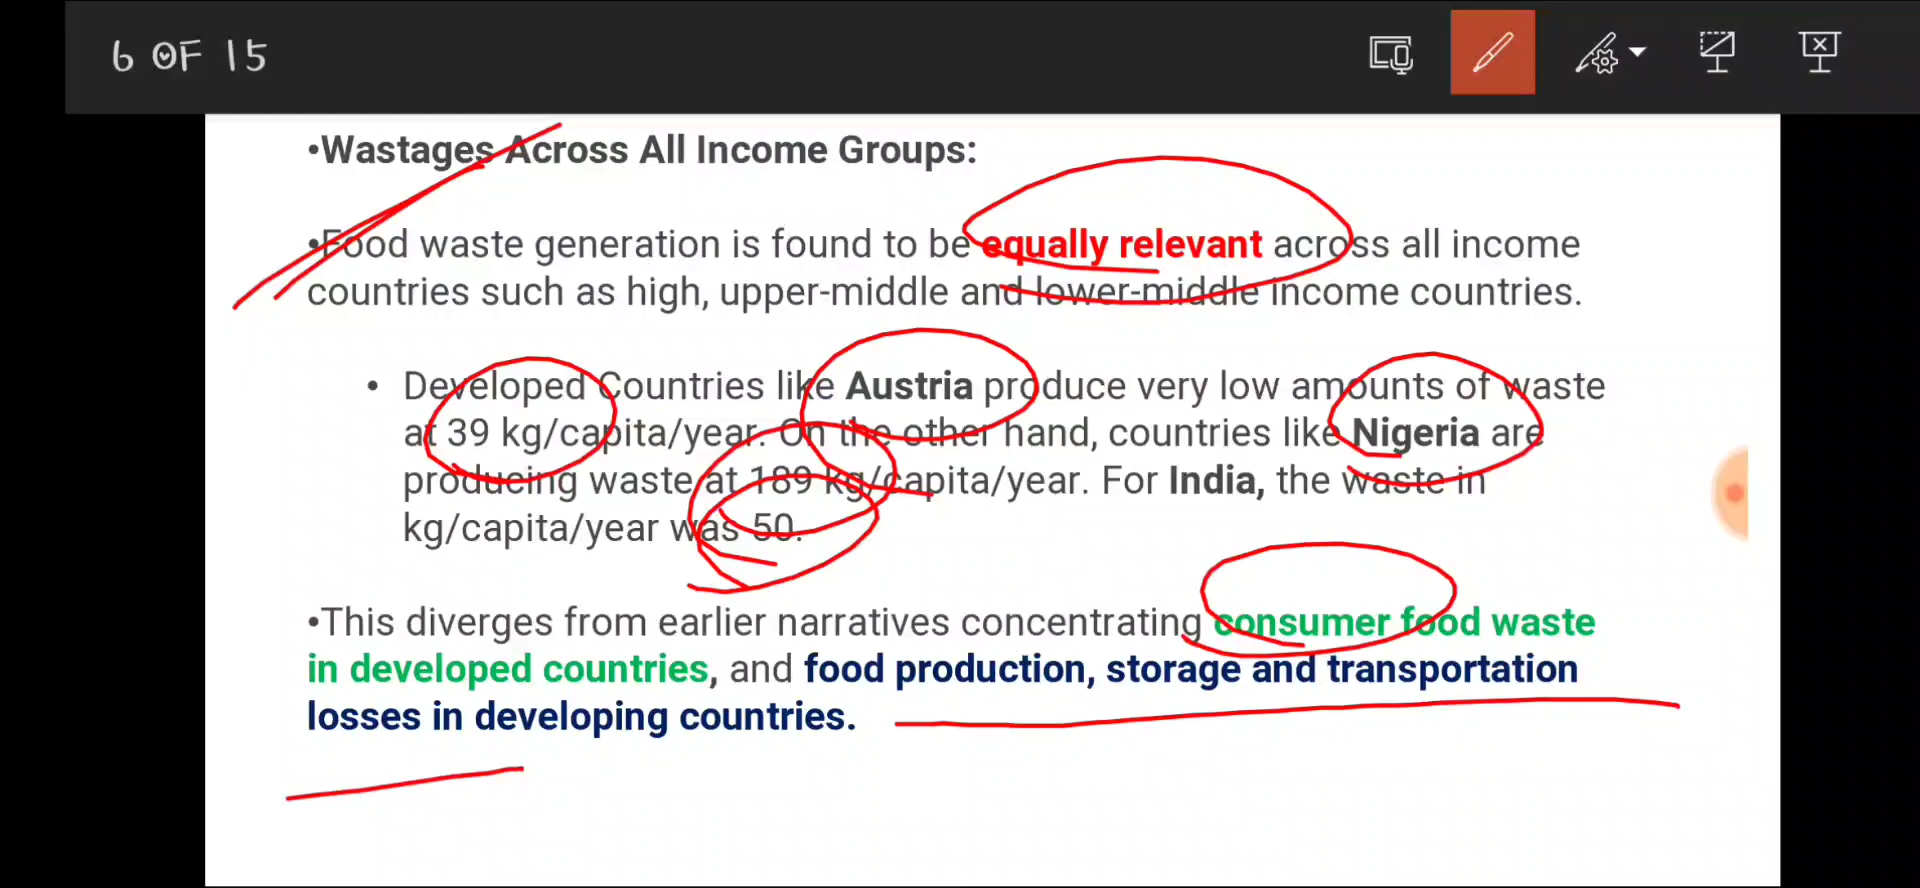 6 OF 15
•Wastages Across All Income Groups:
•Food waste generation is found to be equally relevant across all income
countries such as high, upper-middle and lower-middle income countries.
• Developed Countries like Austria produce very low amounts of waste
at 39 kg/capita/year. On the other hand, countries like Nigeria are
producing waste at 189 kg/capita/year. For India, the waste in
kg/capita/year was 50.
•This diverges from earlier narratives concentrating consumer food waste
in developed countries, and food production, storage and transportation
losses in developing countries.